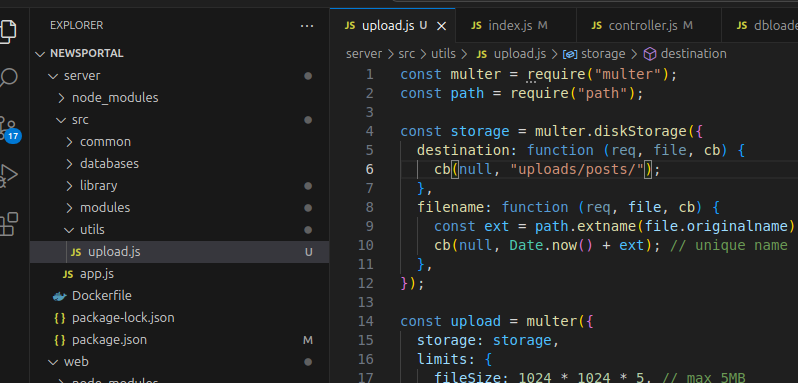 EXPLORER
NEWSPORTAL
server
node_modules
src
common
databases
library
modules
utils
JS upload.js U
JS app.js
Dockerfile
{ } package-lock.json
{ } package.json M
web
node_modules
17
JS upload.js U
JS index.js
JS controller.js M
JS dbloade
server > src > utils > JS upload.js > storage > destination
1 const multer = require("multer");
2 const path = require("path");
3
4 const storage = multer.diskStorage({
5 destination: function (req, file, cb) {
6 cb(null, "uploads/posts/");
7 },
8 filename: function (req, file, cb) {
9 const ext = path.extname(file.originalname)
10 cb(null, Date.now() + ext); // unique name
11 },
12 });
13
14 const upload = multer({
15 storage: storage,
16 limits: {
17 fileSize: 1024 * 1024 * 5, // max 5MB